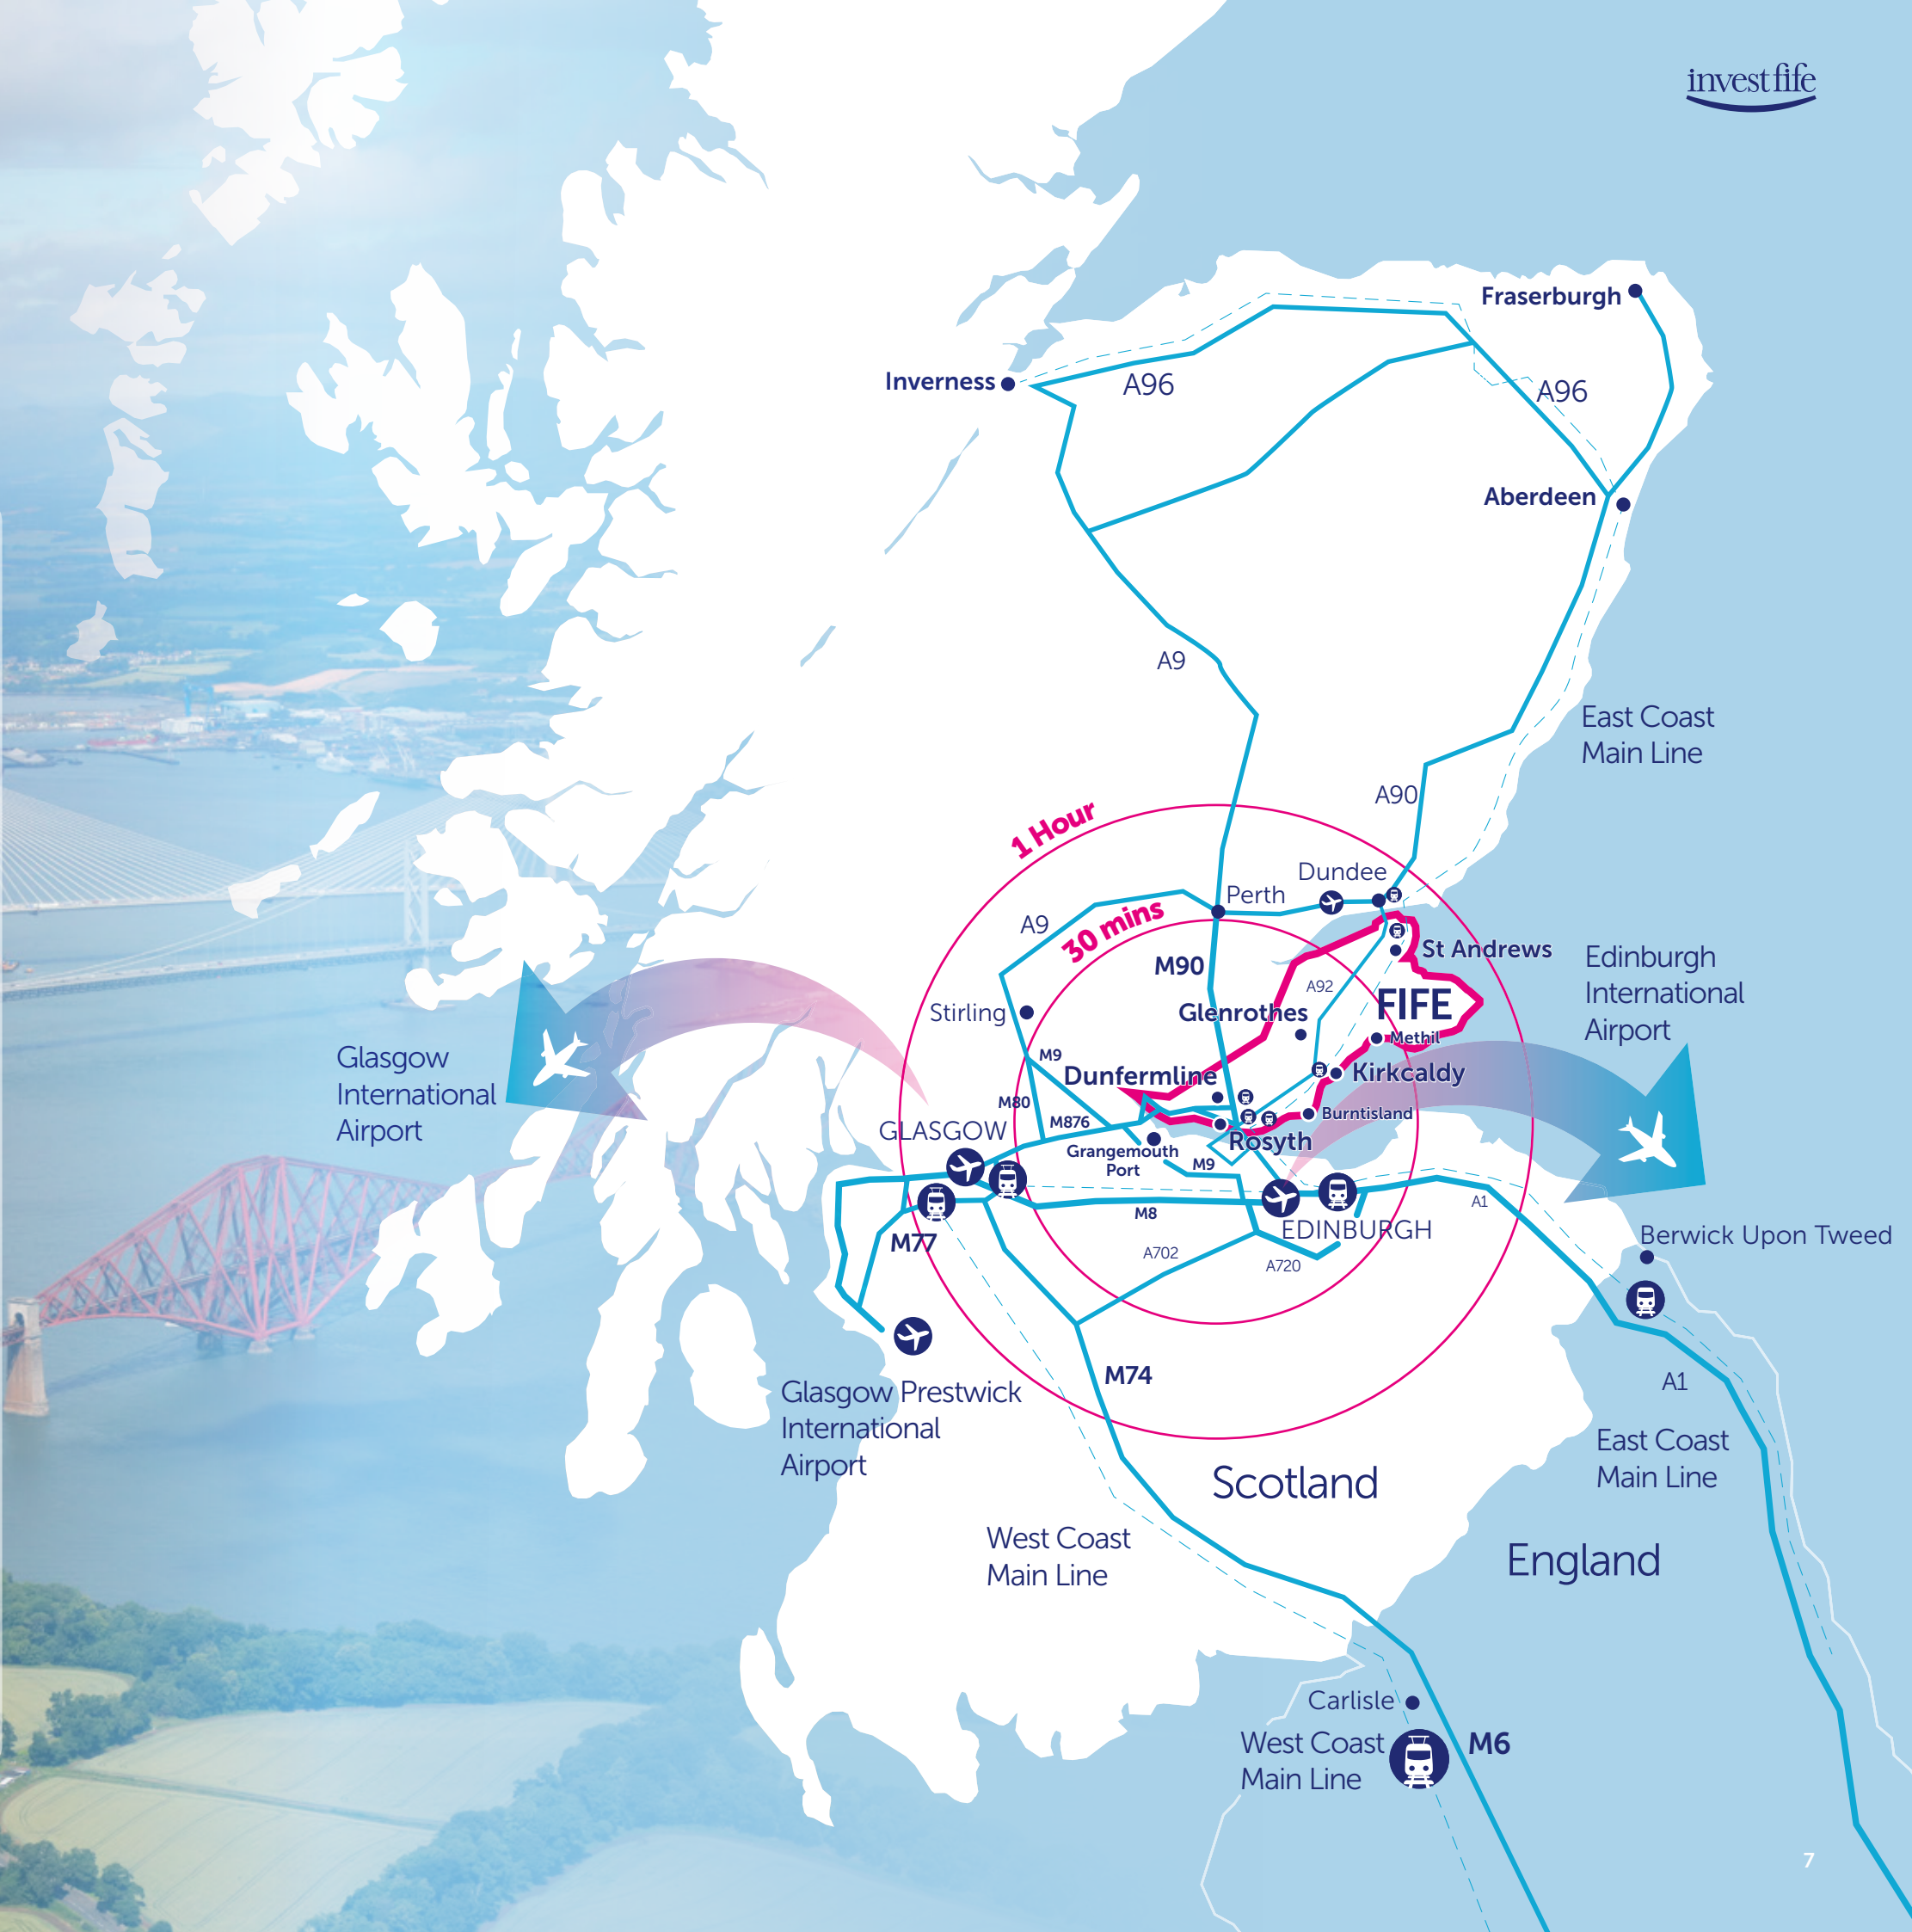 invest fife
Fraserburgh
Inverness
A96
A96
Aberdeen
A9
East Coast
Main Line
A90
1 Hour
Dundee
Perth
A9
30 mins
St Andrews
M90
Edinburgh
International
Airport
A92
FIFE
Glenrothes
Stirling
Methil
M9
Glasgow
International
Airport
Dunfermline
Kirkcaldy
M80
Burntisland
M876
GLASGOW
Rosyth
Grangemouth
Port
M9
A1
M8
EDINBURGH
Berwick Upon Tweed
M77
A702
A720
M74
A1
Glasgow Prestwick
International
Airport
East Coast
Main Line
Scotland
West Coast
Main Line
England
Carlisle
West Coast
Main Line
M6
7